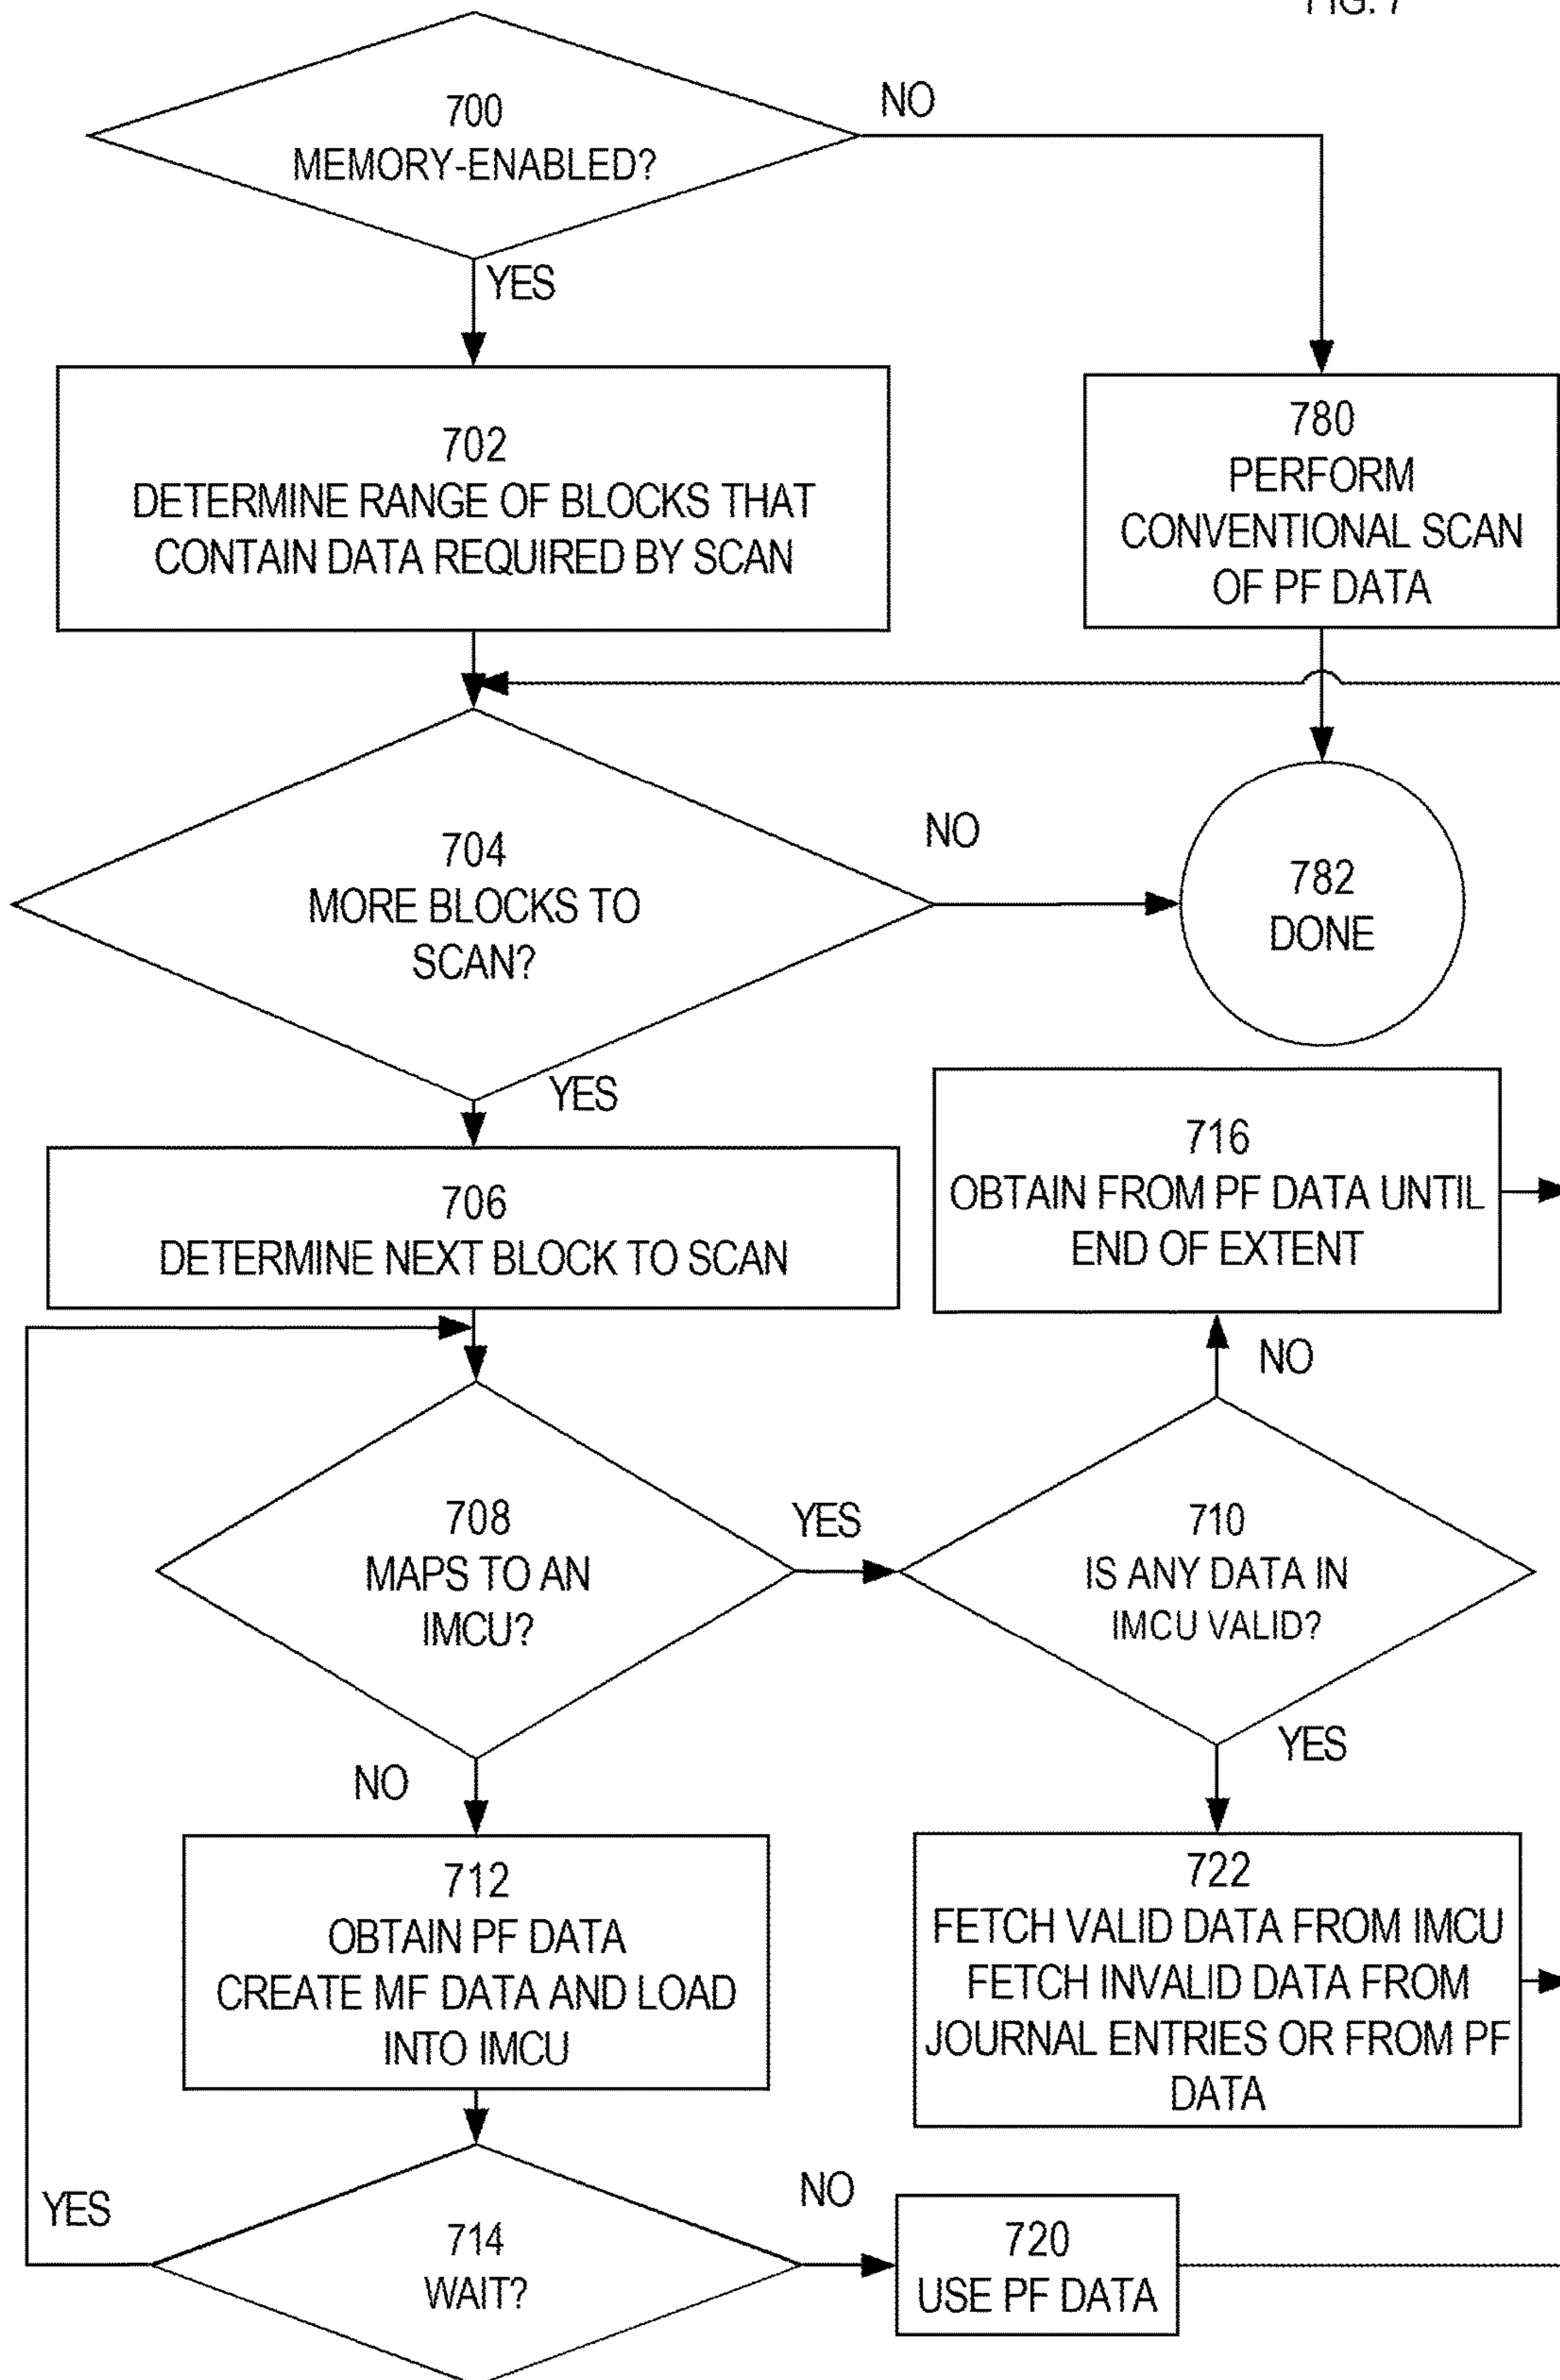 FIG. 7
700
MEMORY-ENABLED?
NO
YES
702
DETERMINE RANGE OF BLOCKS THAT
CONTAIN DATA REQUIRED BY SCAN
780
PERFORM
CONVENTIONAL SCAN
OF PF DATA
704
MORE BLOCKS TO
SCAN?
NO
782
DONE
YES
706
DETERMINE NEXT BLOCK TO SCAN
716
OBTAIN FROM PF DATA UNTIL
END OF EXTENT
NO
708
MAPS TO AN
IMCU?
YES
710
IS ANY DATA IN
IMCU VALID?
YES
NO
712
OBTAIN PF DATA
CREATE MF DATA AND LOAD
INTO IMCU
722
FETCH VALID DATA FROM IMCU
FETCH INVALID DATA FROM
JOURNAL ENTRIES OR FROM PF
DATA
YES
714
WAIT?
NO
720
USE PF DATA